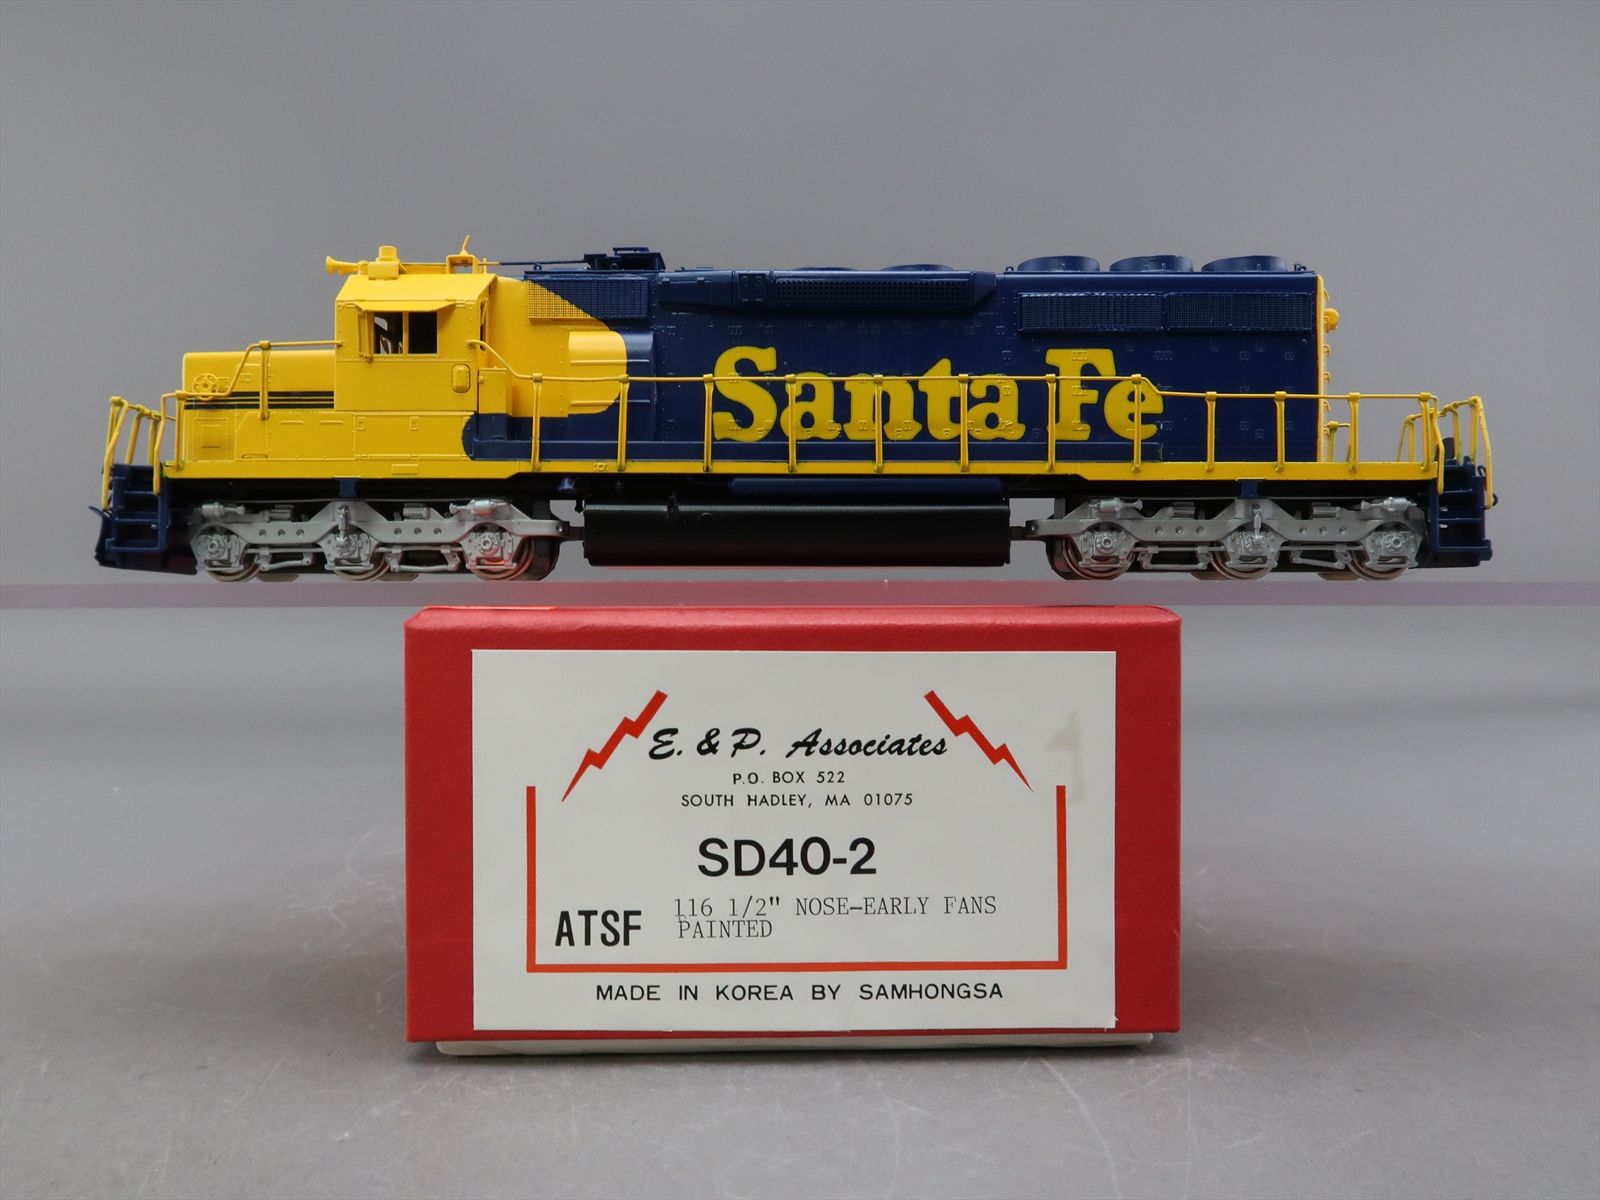 Santa Fe
E. & P. Associates
P.O. BOX 522
SOUTH HADLEY, MA 01075
SD40-2
ATSF 116 1/2" NOSE-EARLY FANS
PAINTED
MADE IN KOREA BY SAMHONGSA